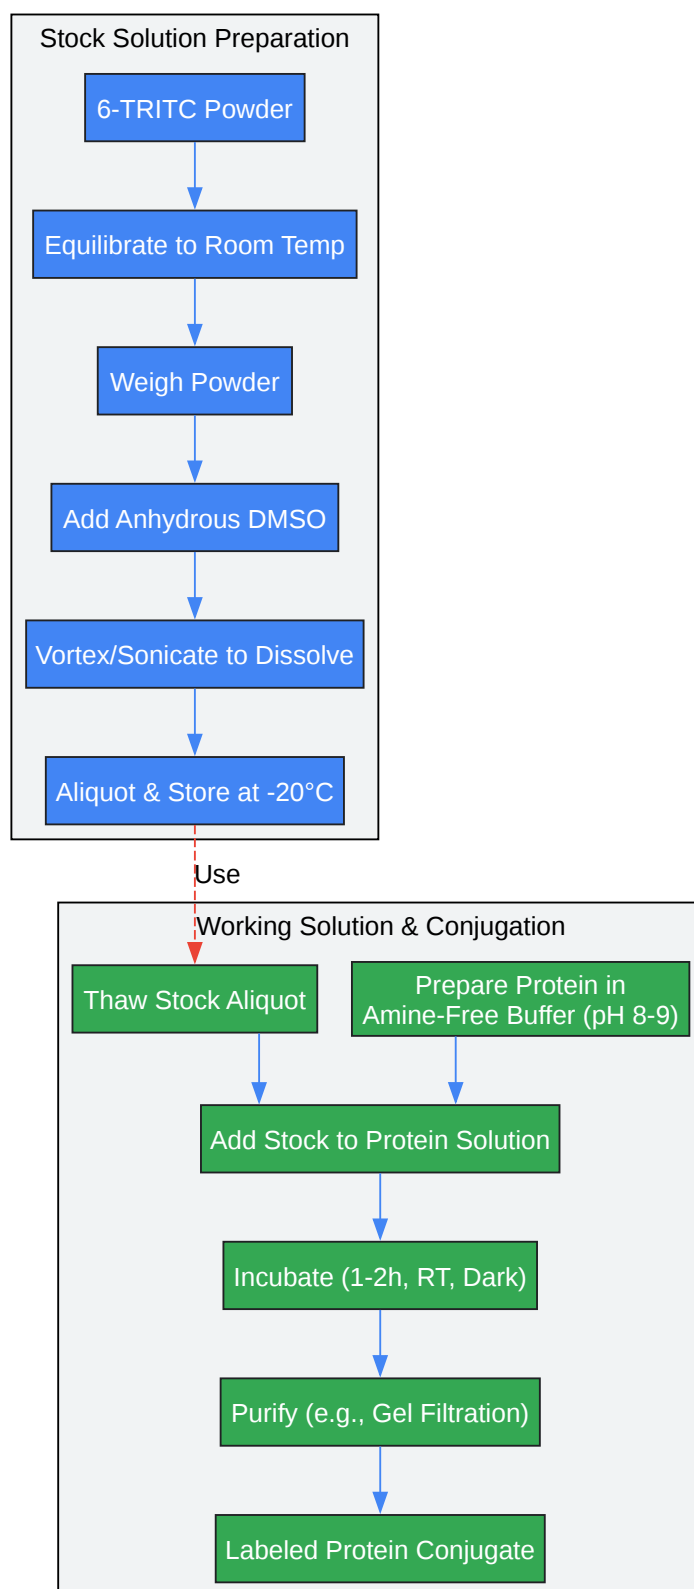 Stock Solution Preparation
6-TRITC Powder
Equilibrate to Room Temp
Weigh Powder
Add Anhydrous DMSO
Vortex/Sonicate to Dissolve
Aliquot & Store at -20°C
Use
Working Solution & Conjugation
Thaw Stock Aliquot
Prepare Protein in
Amine-Free Buffer (pH 8-9)
Add Stock to Protein Solution
Incubate (1-2h, RT, Dark)
Purify (e.g., Gel Filtration)
Labeled Protein Conjugate